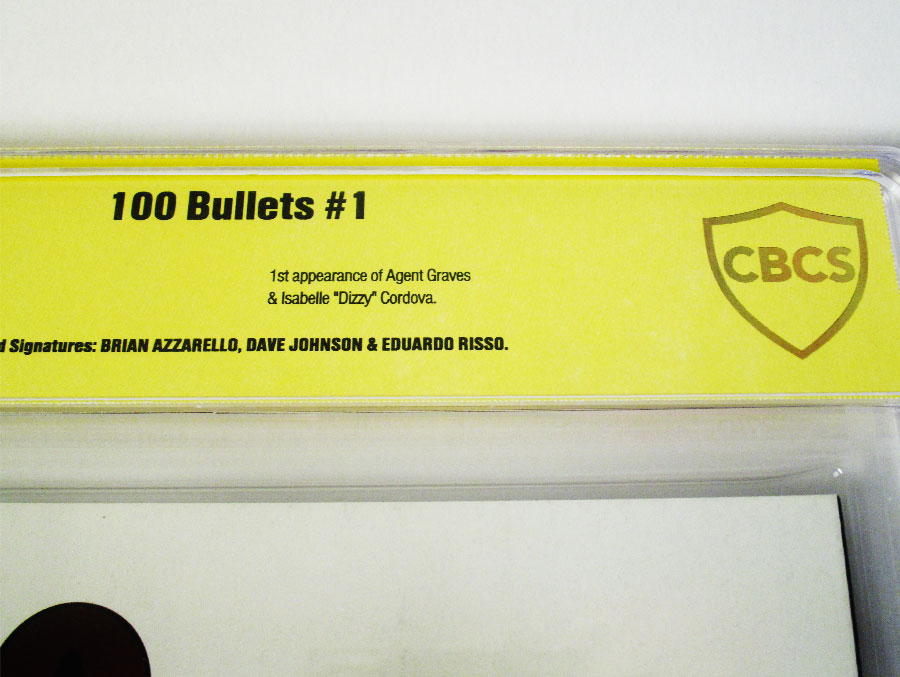 100 Bullets #1
CBCS
1st appearance of Agent Graves
& Isabelle "Dizzy" Cordova.
Signatures: BRIAN AZZARELLO, DAVE JOHNSON & EDUARDO RISSO.